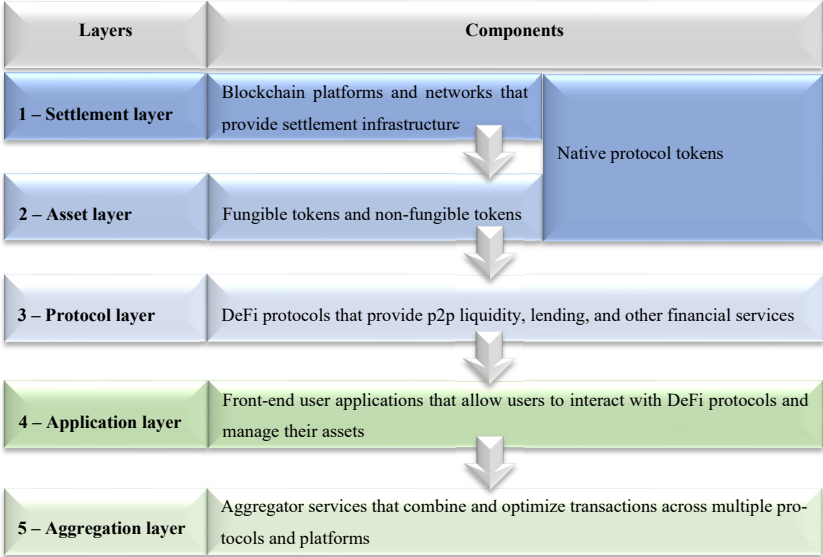 Layers
Components
1 – Settlement layer
Blockchain platforms and networks that
provide settlement infrastructure
Native protocol tokens
2 – Asset layer
Fungible tokens and non-fungible tokens
3 – Protocol layer
DeFi protocols that provide p2p liquidity, lending, and other financial services
4 – Application layer
Front-end user applications that allow users to interact with DeFi protocols and
manage their assets
5 – Aggregation layer
Aggregator services that combine and optimize transactions across multiple pro-
tocols and platforms